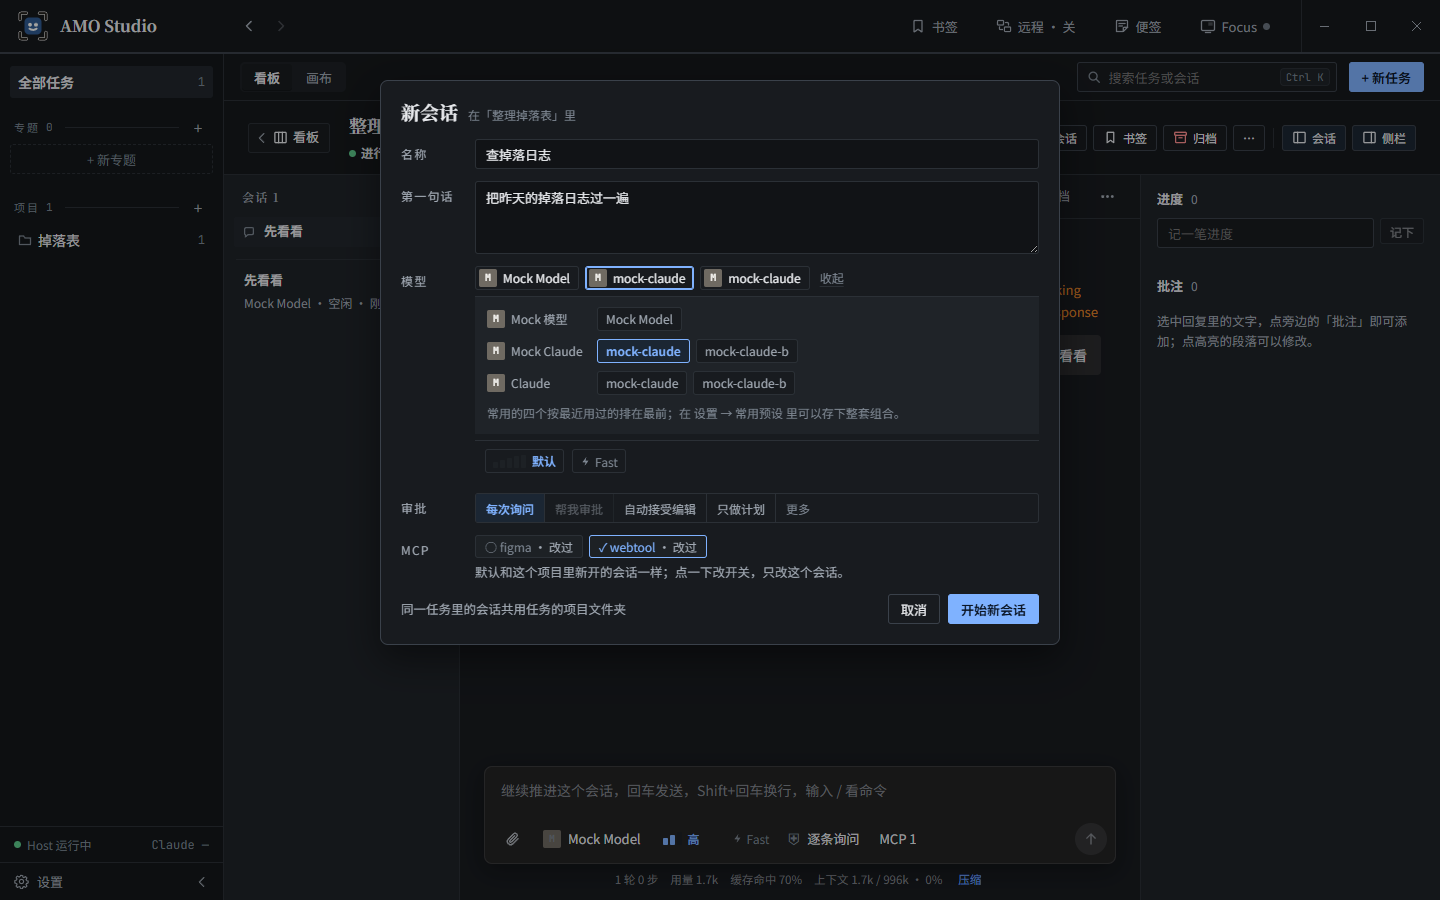 AMO Studio
书签
远程 · 关
便签
Focus
全部任务 1
看板 画布
搜索任务或会话 Ctrl K
+ 新任务
专题 0
+ 新专题
项目 1
掉落表 1
看板
整理
进行
会话
书签
归档
会话
侧栏
会话 1
先看看
先看看
Mock Model · 空闲 · 刚
新会话 在「整理掉落表」里
名称 查掉落日志
第一句话 把昨天的掉落日志过一遍
模型 M Mock Model M mock-claude M mock-claude 收起
M Mock 模型 Mock Model
M Mock Claude mock-claude mock-claude-b
M Claude mock-claude mock-claude-b
常用的四个按最近用过的排在最前；在 设置 → 常用预设 里可以存下整套组合。
默认 Fast
审批 每次询问 帮我审批 自动接受编辑 只做计划 更多
MCP figma · 改过 ✓ webtool · 改过
默认和这个项目里新开的会话一样；点一下改开关，只改这个会话。
同一任务里的会话共用任务的项目文件夹 取消 开始新会话
档 ···
king
ponse
看看
进度 0
记一笔进度 记下
批注 0
选中回复里的文字，点旁边的「批注」即可添
加；点高亮的段落可以修改。
继续推进这个会话，回车发送，Shift+回车换行，输入 / 看命令
Mock Model 高 Fast 逐条询问 MCP 1
1 轮 0 步 用量 1.7k 缓存命中 70% 上下文 1.7k / 996k · 0% 压缩
Host 运行中 Claude —
设置